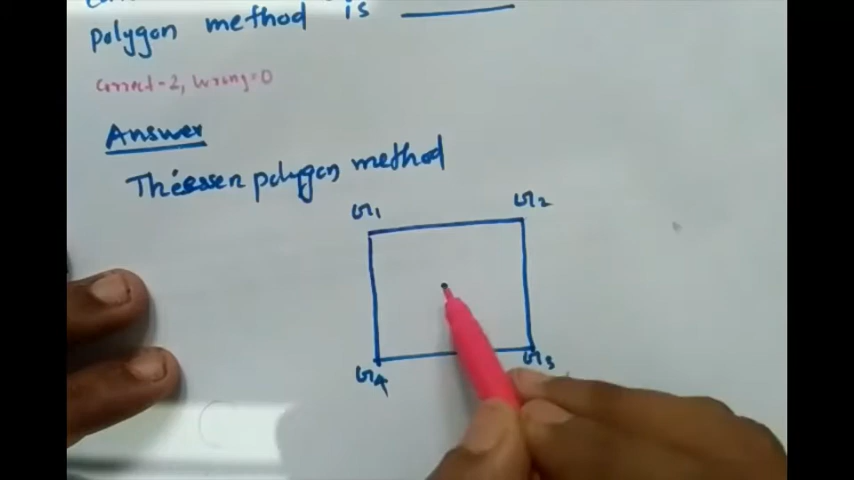 polygon method is
Correct-2, Wrong=0
Answer
Thiessen polygon method
G1 G2
G4 G3